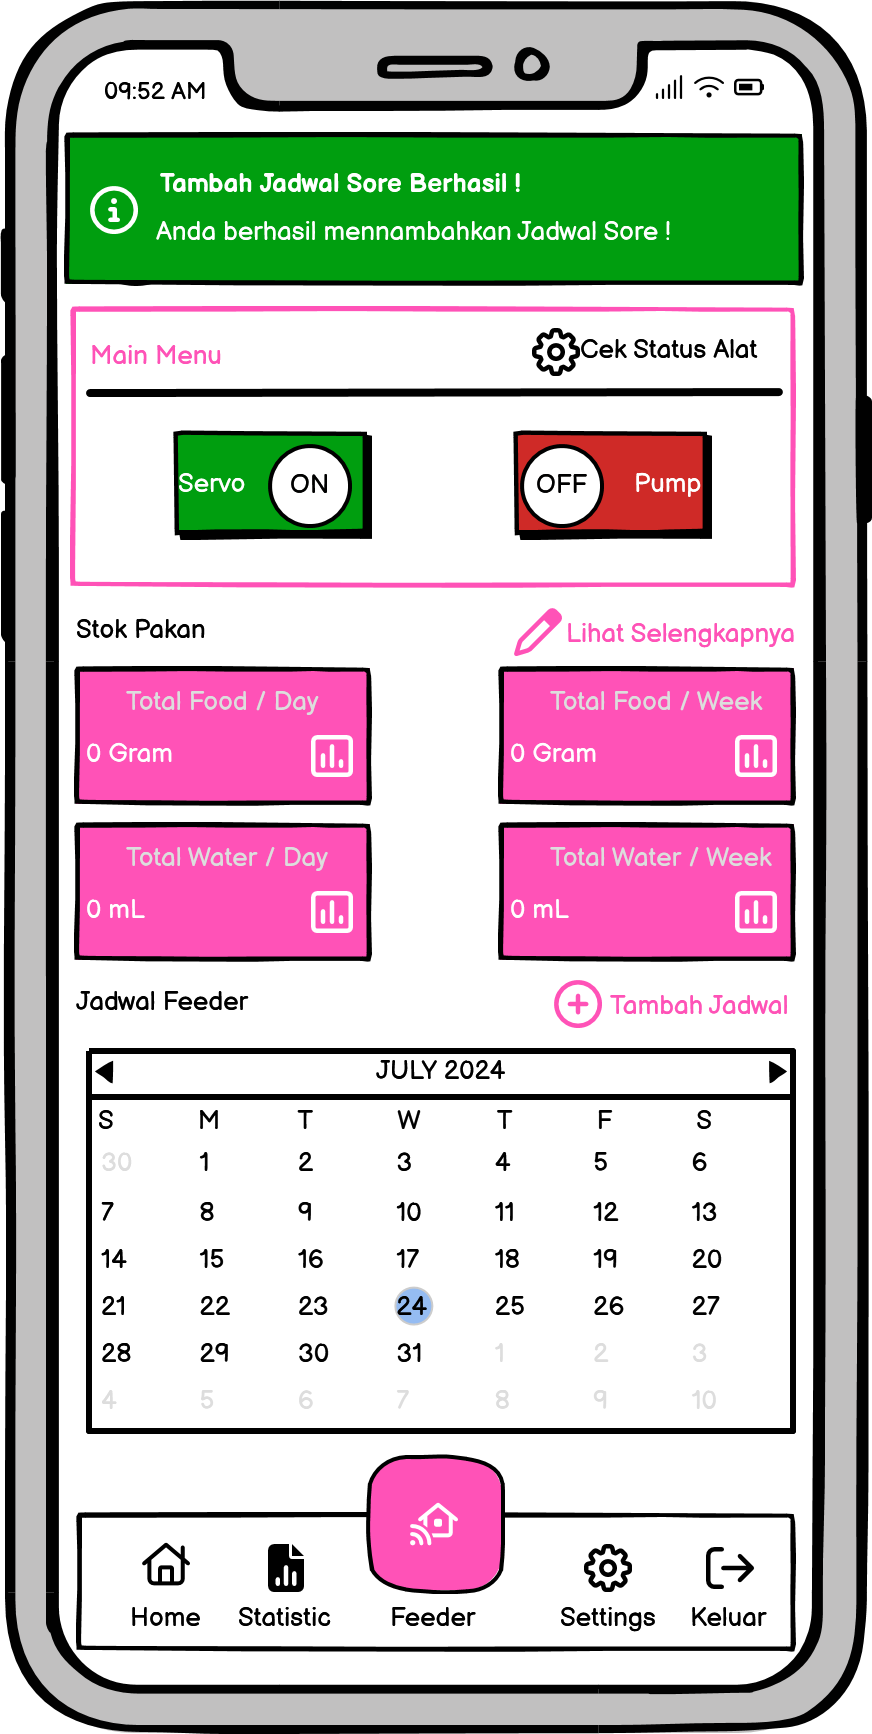 09:52 AM
Tambah Jadwal Sore Berhasil !
Anda berhasil mennambahkan Jadwal Sore !
Main Menu
Cek Status Alat
Servo ON
OFF Pump
Stok Pakan
Lihat Selengkapnya
Total Food / Day
0 Gram
Total Food / Week
0 Gram
Total Water / Day
0 mL
Total Water / Week
0 mL
Jadwal Feeder
Tambah Jadwal
JULY 2024
S M T W T F S
30 1 2 3 4 5 6
7 8 9 10 11 12 13
14 15 16 17 18 19 20
21 22 23 24 25 26 27
28 29 30 31 1 2 3
4 5 6 7 8 9 10
Home Statistic Feeder Settings Keluar